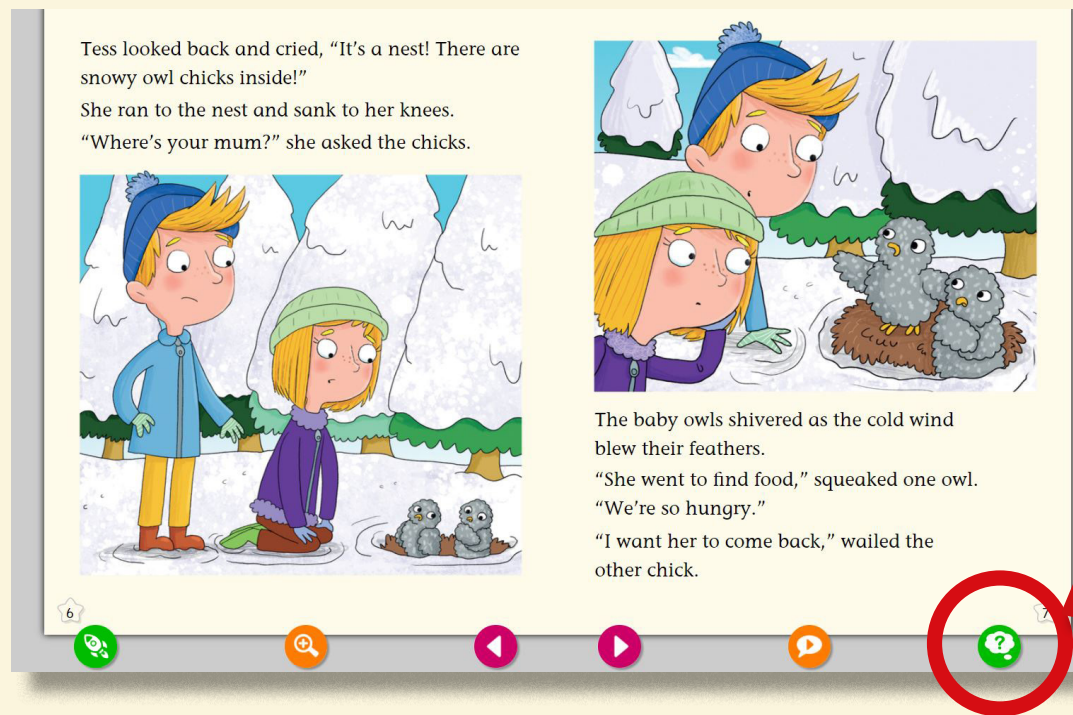 Tess looked back and cried, “It’s a nest! There are
snowy owl chicks inside!”
She ran to the nest and sank to her knees.
“Where’s your mum?” she asked the chicks.
6
The baby owls shivered as the cold wind
blew their feathers.
“She went to find food,” squeaked one owl.
“We’re so hungry.”
“I want her to come back,” wailed the
other chick.
7
?